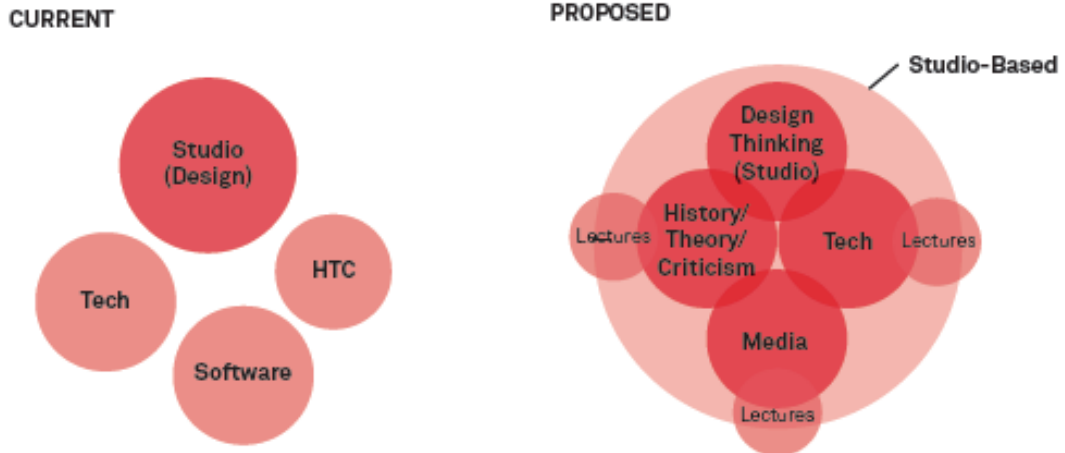 CURRENT
Studio
(Design)
HTC
Tech
Software
PROPOSED
Studio-Based
Design
Thinking
(Studio)
History/
Theory/
Criticism
Lectures
Tech
Lectures
Media
Lectures